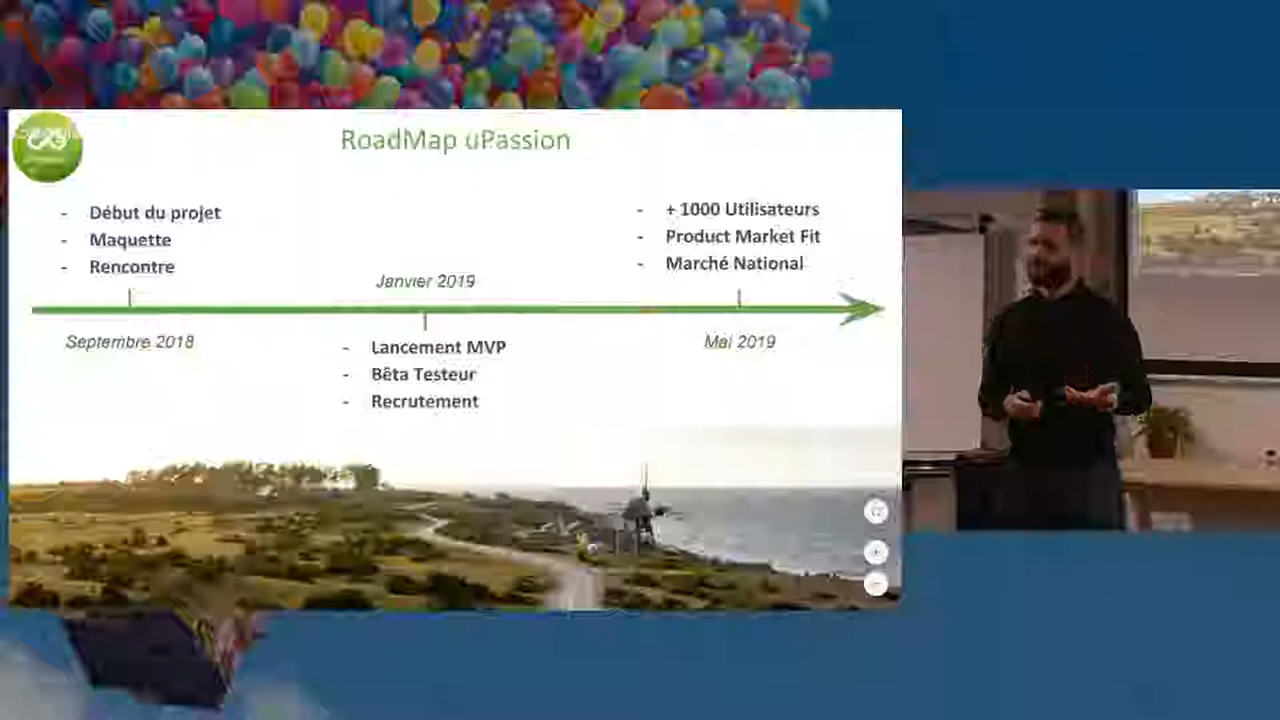 RoadMap uPassion
- Début du projet
- Maquette
- Rencontre
Septembre 2018
Janvier 2019
- Lancement MVP
- Bêta Testeur
- Recrutement
- + 1000 Utilisateurs
- Product Market Fit
- Marché National
Mai 2019